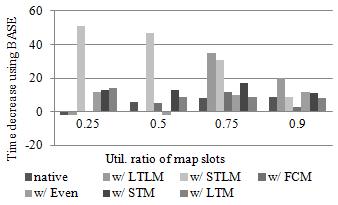 60
40
20
0
-20
Time decrease using BASE
0.25 0.5 0.75 0.9
Util. ratio of map slots
native w/ LTLM w/ STLM w/ FCM
w/ Even w/ STM w/ LTM